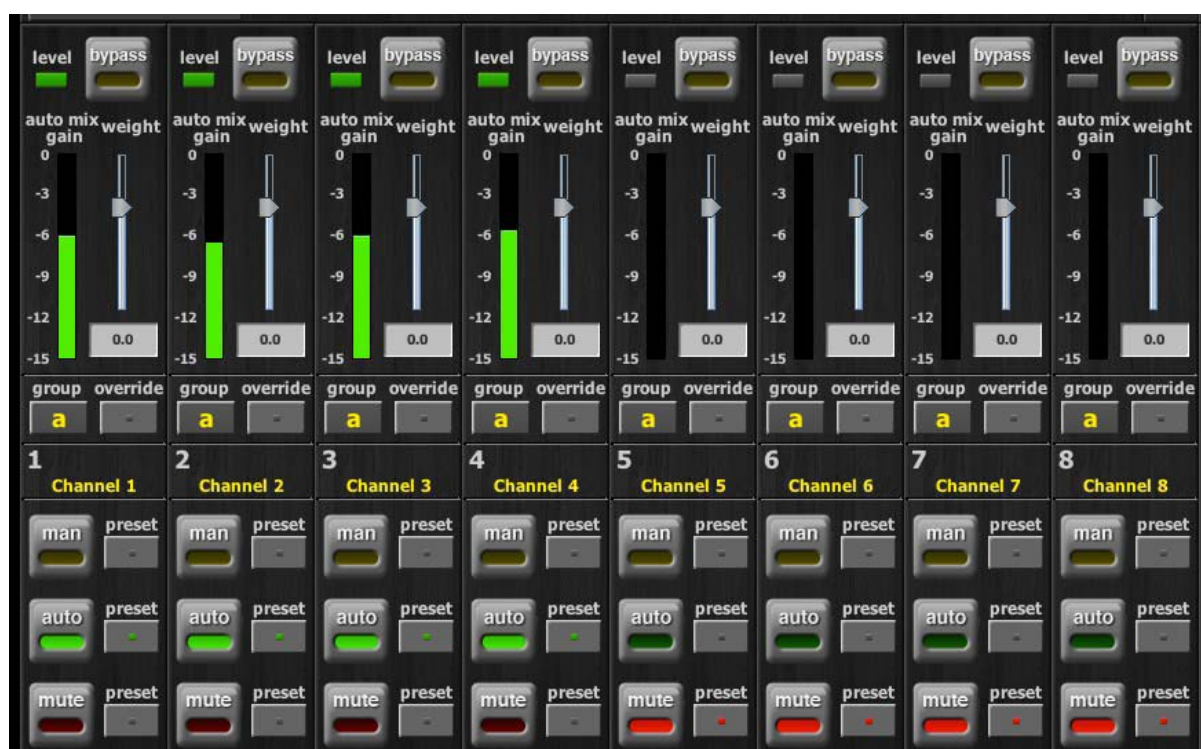 level bypass level bypass level bypass level bypass level bypass level bypass level bypass level bypass
auto mix gain weight auto mix gain weight auto mix gain weight auto mix gain weight auto mix gain weight auto mix gain weight auto mix gain weight auto mix gain weight
0 0 0 0 0 0 0 0
-3 -3 -3 -3 -3 -3 -3 -3
-6 -6 -6 -6 -6 -6 -6 -6
-9 -9 -9 -9 -9 -9 -9 -9
-12 -12 -12 -12 -12 -12 -12 -12
0.0 0.0 0.0 0.0 0.0 0.0 0.0 0.0
-15 -15 -15 -15 -15 -15 -15 -15
group override group override group override group override group override group override group override group override
a - a - a - a - a - a - a - a -
1 2 3 4 5 6 7 8
Channel 1 Channel 2 Channel 3 Channel 4 Channel 5 Channel 6 Channel 7 Channel 8
man preset man preset man preset man preset man preset man preset man preset man preset
auto preset auto preset auto preset auto preset auto preset auto preset auto preset auto preset
mute preset mute preset mute preset mute preset mute preset mute preset mute preset mute preset